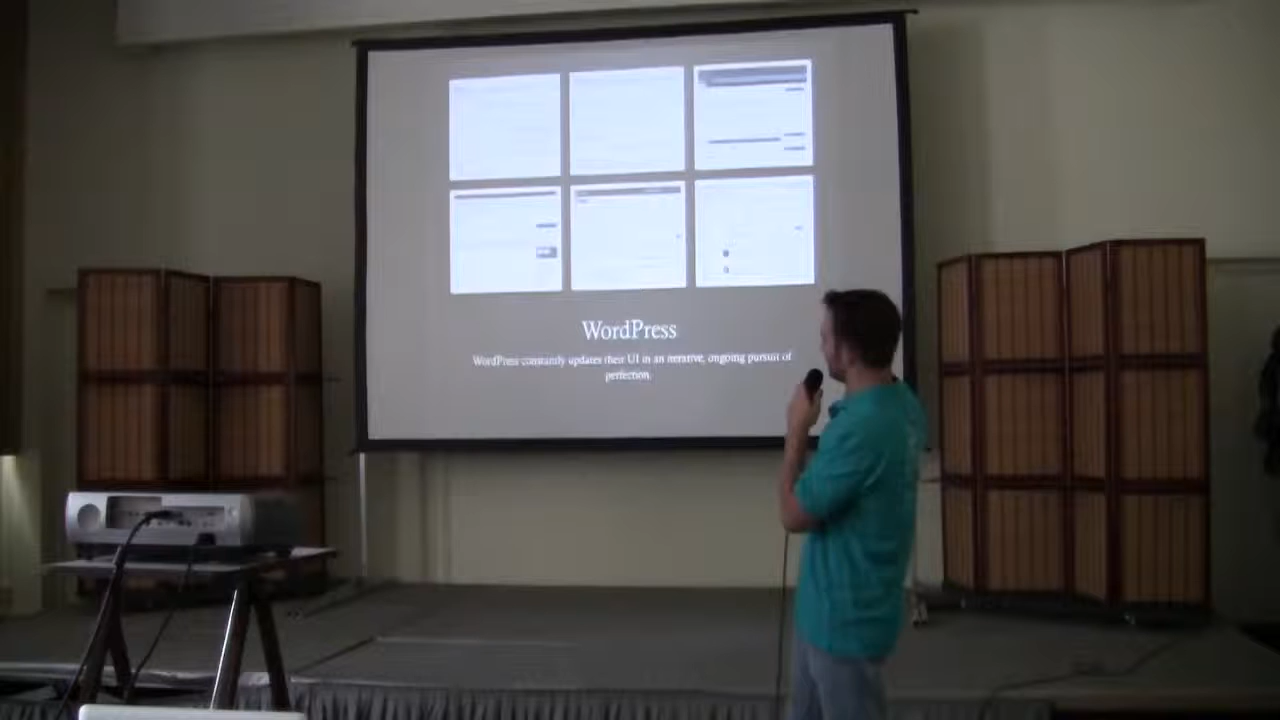 WordPress
WordPress constantly updates their UI in an iterative, ongoing pursuit of
perfection.